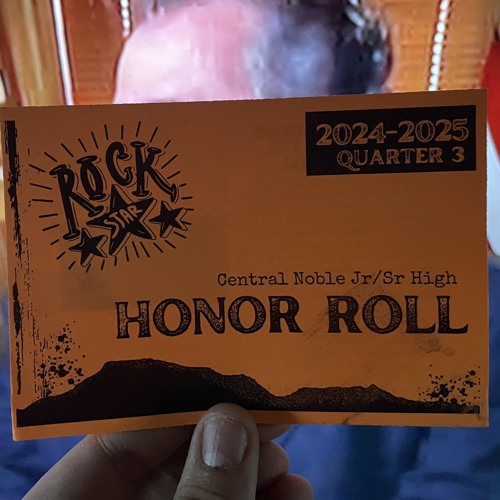 ROCK
STAR
2024-2025
QUARTER 3
Central Noble Jr/Sr High
HONOR ROLL